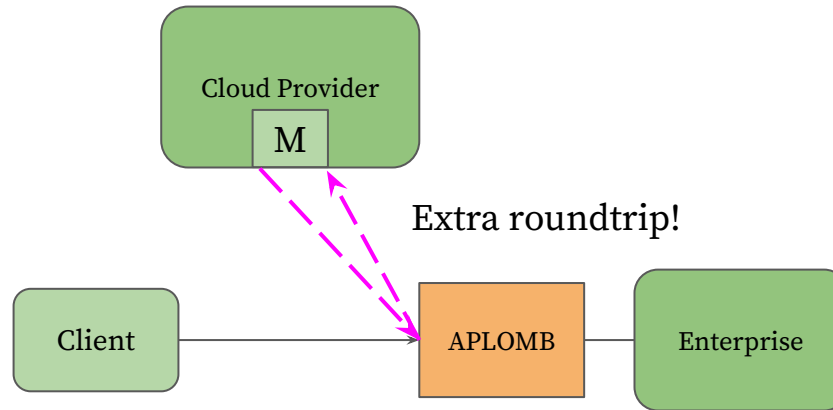 Cloud Provider
M
Extra roundtrip!
Client
APLOMB
Enterprise